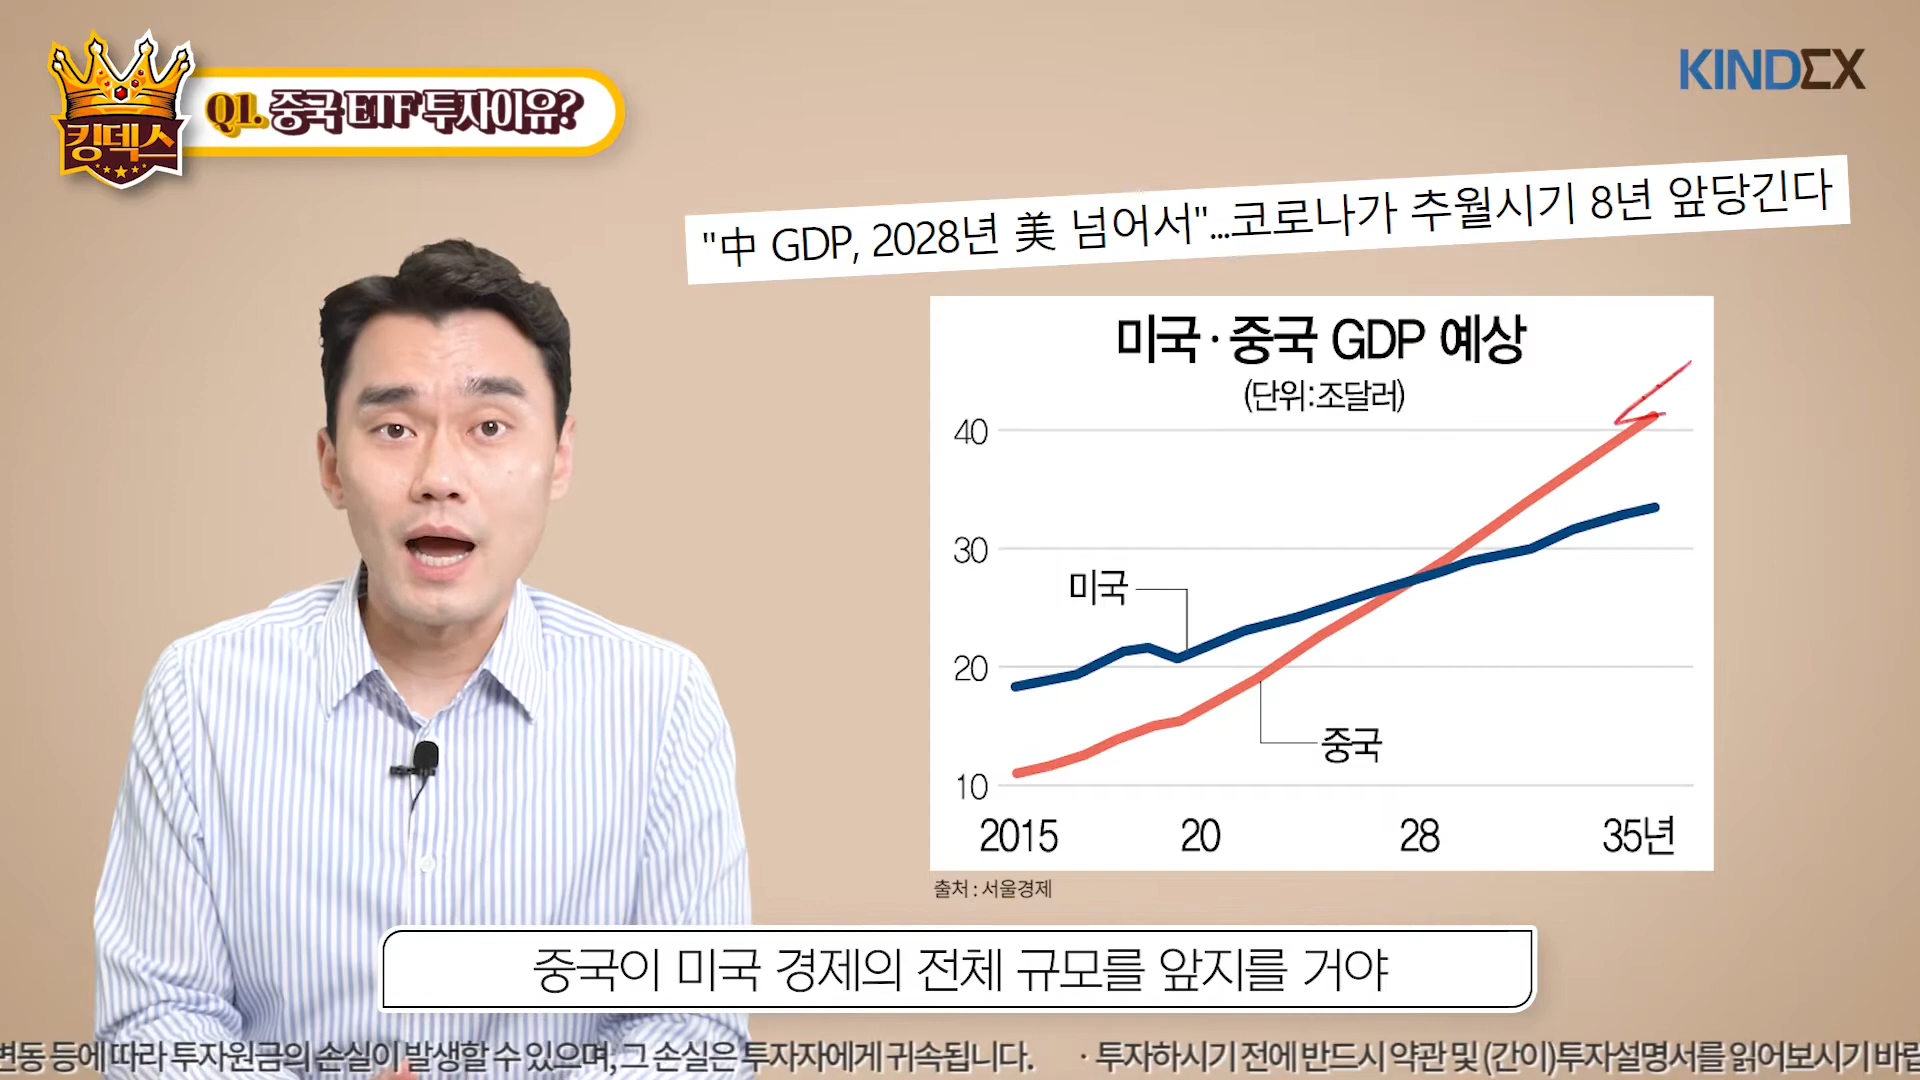 킹덱스
Q1. 중국 ETF 투자이유?
KINDEX
"中 GDP, 2028년 美 넘어서"...코로나가 추월시기 8년 앞당긴다
미국·중국 GDP 예상
(단위:조달러)
40
30
20
10
미국
중국
2015 20 28 35년
출처 : 서울경제
중국이 미국 경제의 전체 규모를 앞지를 거야
변동 등에 따라 투자원금의 손실이 발생할 수 있으며, 그 손실은 투자자에게 귀속됩니다. · 투자하시기 전에 반드시 약관 및 (간이)투자설명서를 읽어보시기 바랍